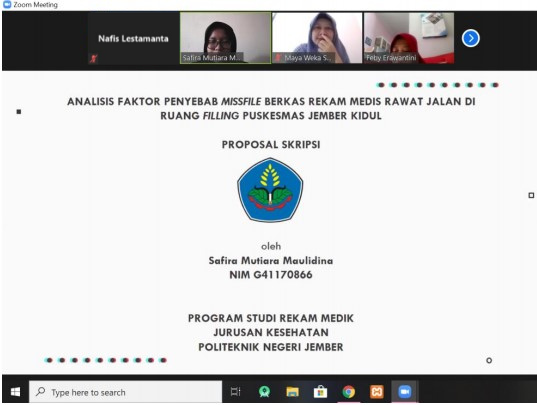 Zoom Meeting
Nafis Lestamanta
Safira Mutiara M...
Maya Weka S...
Feby Erawantini
ANALISIS FAKTOR PENYEBAB MISSFILE BERKAS REKAM MEDIS RAWAT JALAN DI
RUANG FILLING PUSKESMAS JEMBER KIDUL
PROPOSAL SKRIPSI
oleh
Safira Mutiara Maulidina
NIM G41170866
PROGRAM STUDI REKAM MEDIK
JURUSAN KESEHATAN
POLITEKNIK NEGERI JEMBER
Type here to search